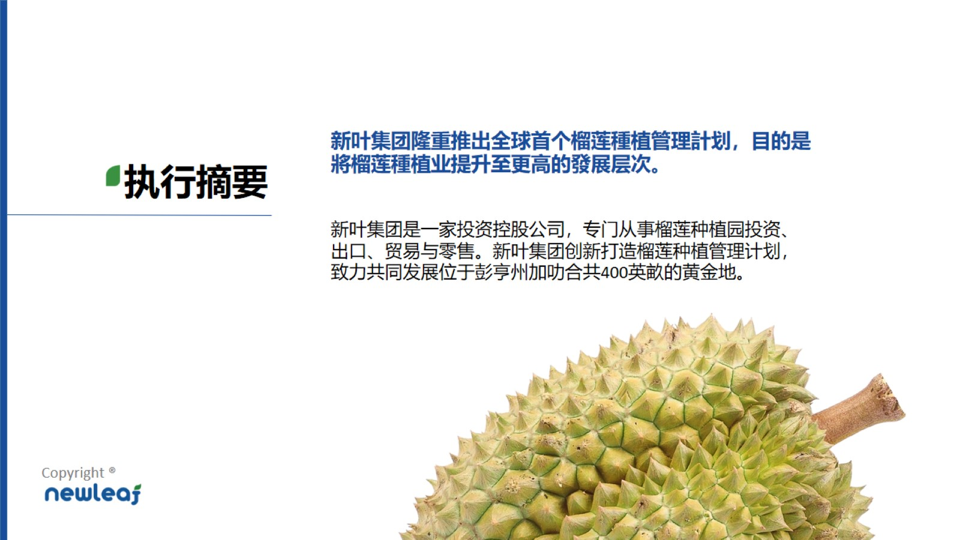 执行摘要
新叶集团隆重推出全球首个榴莲種植管理計划，目的是
將榴莲種植业提升至更高的發展层次。
新叶集团是一家投资控股公司，专门从事榴莲种植园投资、
出口、贸易与零售。新叶集团创新打造榴莲种植管理计划，
致力共同发展位于彭亨州加叻合共400英畝的黄金地。
Copyright ®
newleaf